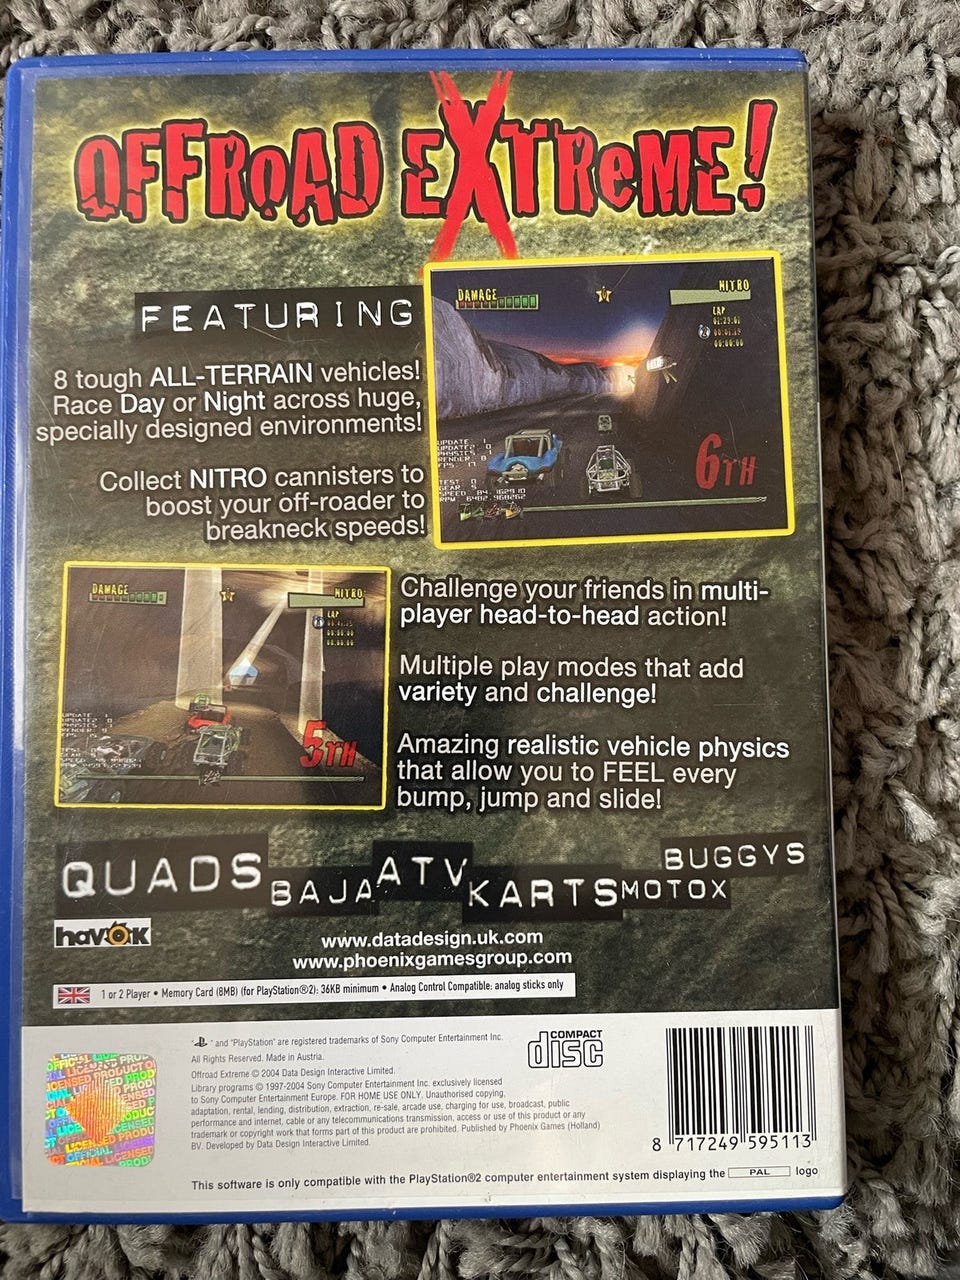 OFFROAD EXTREME!
FEATURING
8 tough ALL-TERRAIN vehicles!
Race Day or Night across huge,
specially designed environments!
Collect NITRO cannisters to
boost your off-roader to
breakneck speeds!
DAMAGE
NITRO
LAP
6TH
DAMAGE
NITRO
LAP
5TH
Challenge your friends in multi-
player head-to-head action!
Multiple play modes that add
variety and challenge!
Amazing realistic vehicle physics
that allow you to FEEL every
bump, jump and slide!
QUADS BAJA ATV KARTS MOTOX BUGGYS
havok
www.datadesign.uk.com
www.phoenixgamesgroup.com
1 or 2 Player • Memory Card (8MB) (for PlayStation®2): 36KB minimum • Analog Control Compatible: analog sticks only
" and "PlayStation" are registered trademarks of Sony Computer Entertainment Inc.
All Rights Reserved. Made in Austria.
Offroad Extreme © 2004 Data Design Interactive Limited.
Library programs © 1997-2004 Sony Computer Entertainment Inc. exclusively licensed
to Sony Computer Entertainment Europe. FOR HOME USE ONLY. Unauthorised copying,
adaptation, rental, lending, distribution, extraction, re-sale, arcade use, charging for use, broadcast, public
performance and internet, cable or any telecommunications transmission, access or use of this product or any
trademark or copyright work that forms part of this product are prohibited. Published by Phoenix Games (Holland)
BV. Developed by Data Design Interactive Limited.
COMPACT
disc
8 717249 595113
This software is only compatible with the PlayStation®2 computer entertainment system displaying the PAL logo